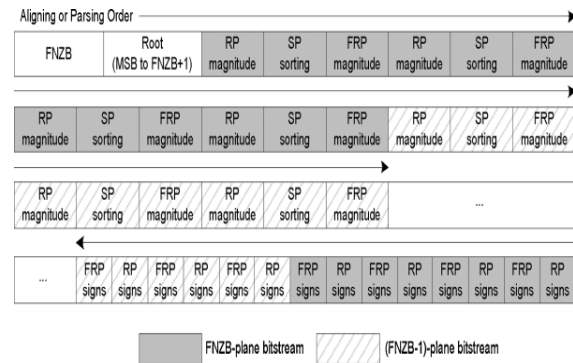 Aligning or Parsing Order
FNZB Root RP SP FRP RP SP FRP
(MSB to FNZB+1) magnitude sorting magnitude magnitude sorting magnitude
RP SP FRP RP SP FRP RP SP FRP
magnitude sorting magnitude magnitude sorting magnitude magnitude sorting magnitude
RP SP FRP RP SP FRP ...
magnitude sorting magnitude magnitude sorting magnitude
... FRP RP FRP RP FRP RP FRP RP FRP RP FRP RP FRP RP
signs signs signs signs signs signs signs signs signs signs signs signs signs signs
FNZB-plane bitstream (FNZB-1)-plane bitstream